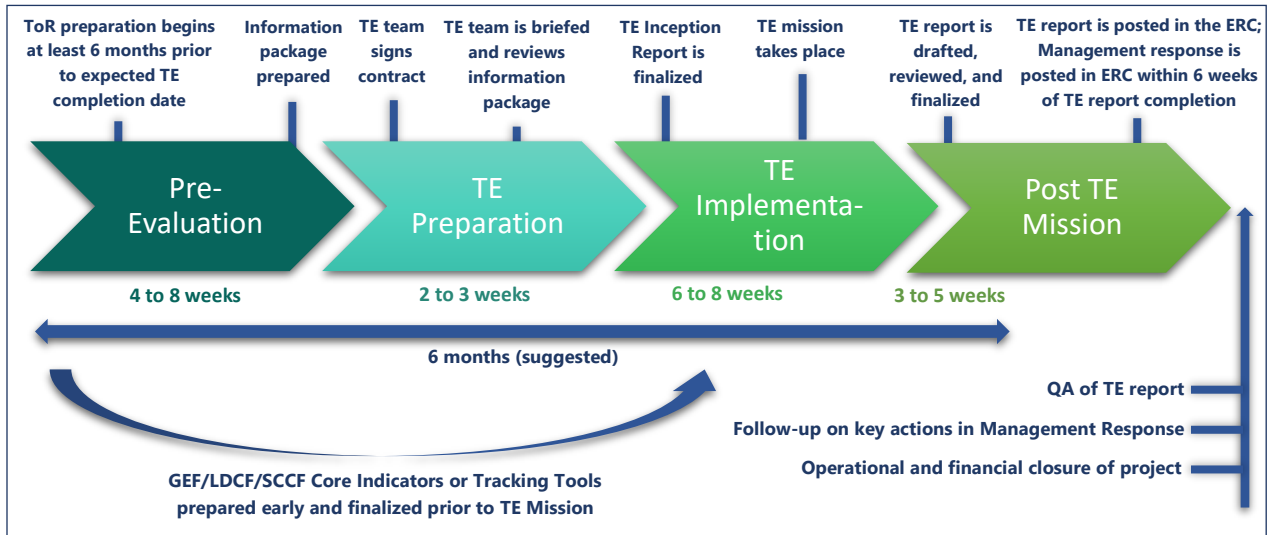 ToR preparation begins
at least 6 months prior
to expected TE
completion date
Information
package
prepared
TE team
signs
contract
TE team is briefed
and reviews
information
package
TE Inception
Report is
finalized
TE mission
takes place
TE report is
drafted,
reviewed, and
finalized
TE report is posted in the ERC;
Management response is
posted in ERC within 6 weeks
of TE report completion
Pre-
Evaluation
TE
Preparation
TE
Implementa-
tion
Post TE
Mission
4 to 8 weeks
2 to 3 weeks
6 to 8 weeks
3 to 5 weeks
6 months (suggested)
QA of TE report
Follow-up on key actions in Management Response
Operational and financial closure of project
GEF/LDCF/SCCF Core Indicators or Tracking Tools
prepared early and finalized prior to TE Mission